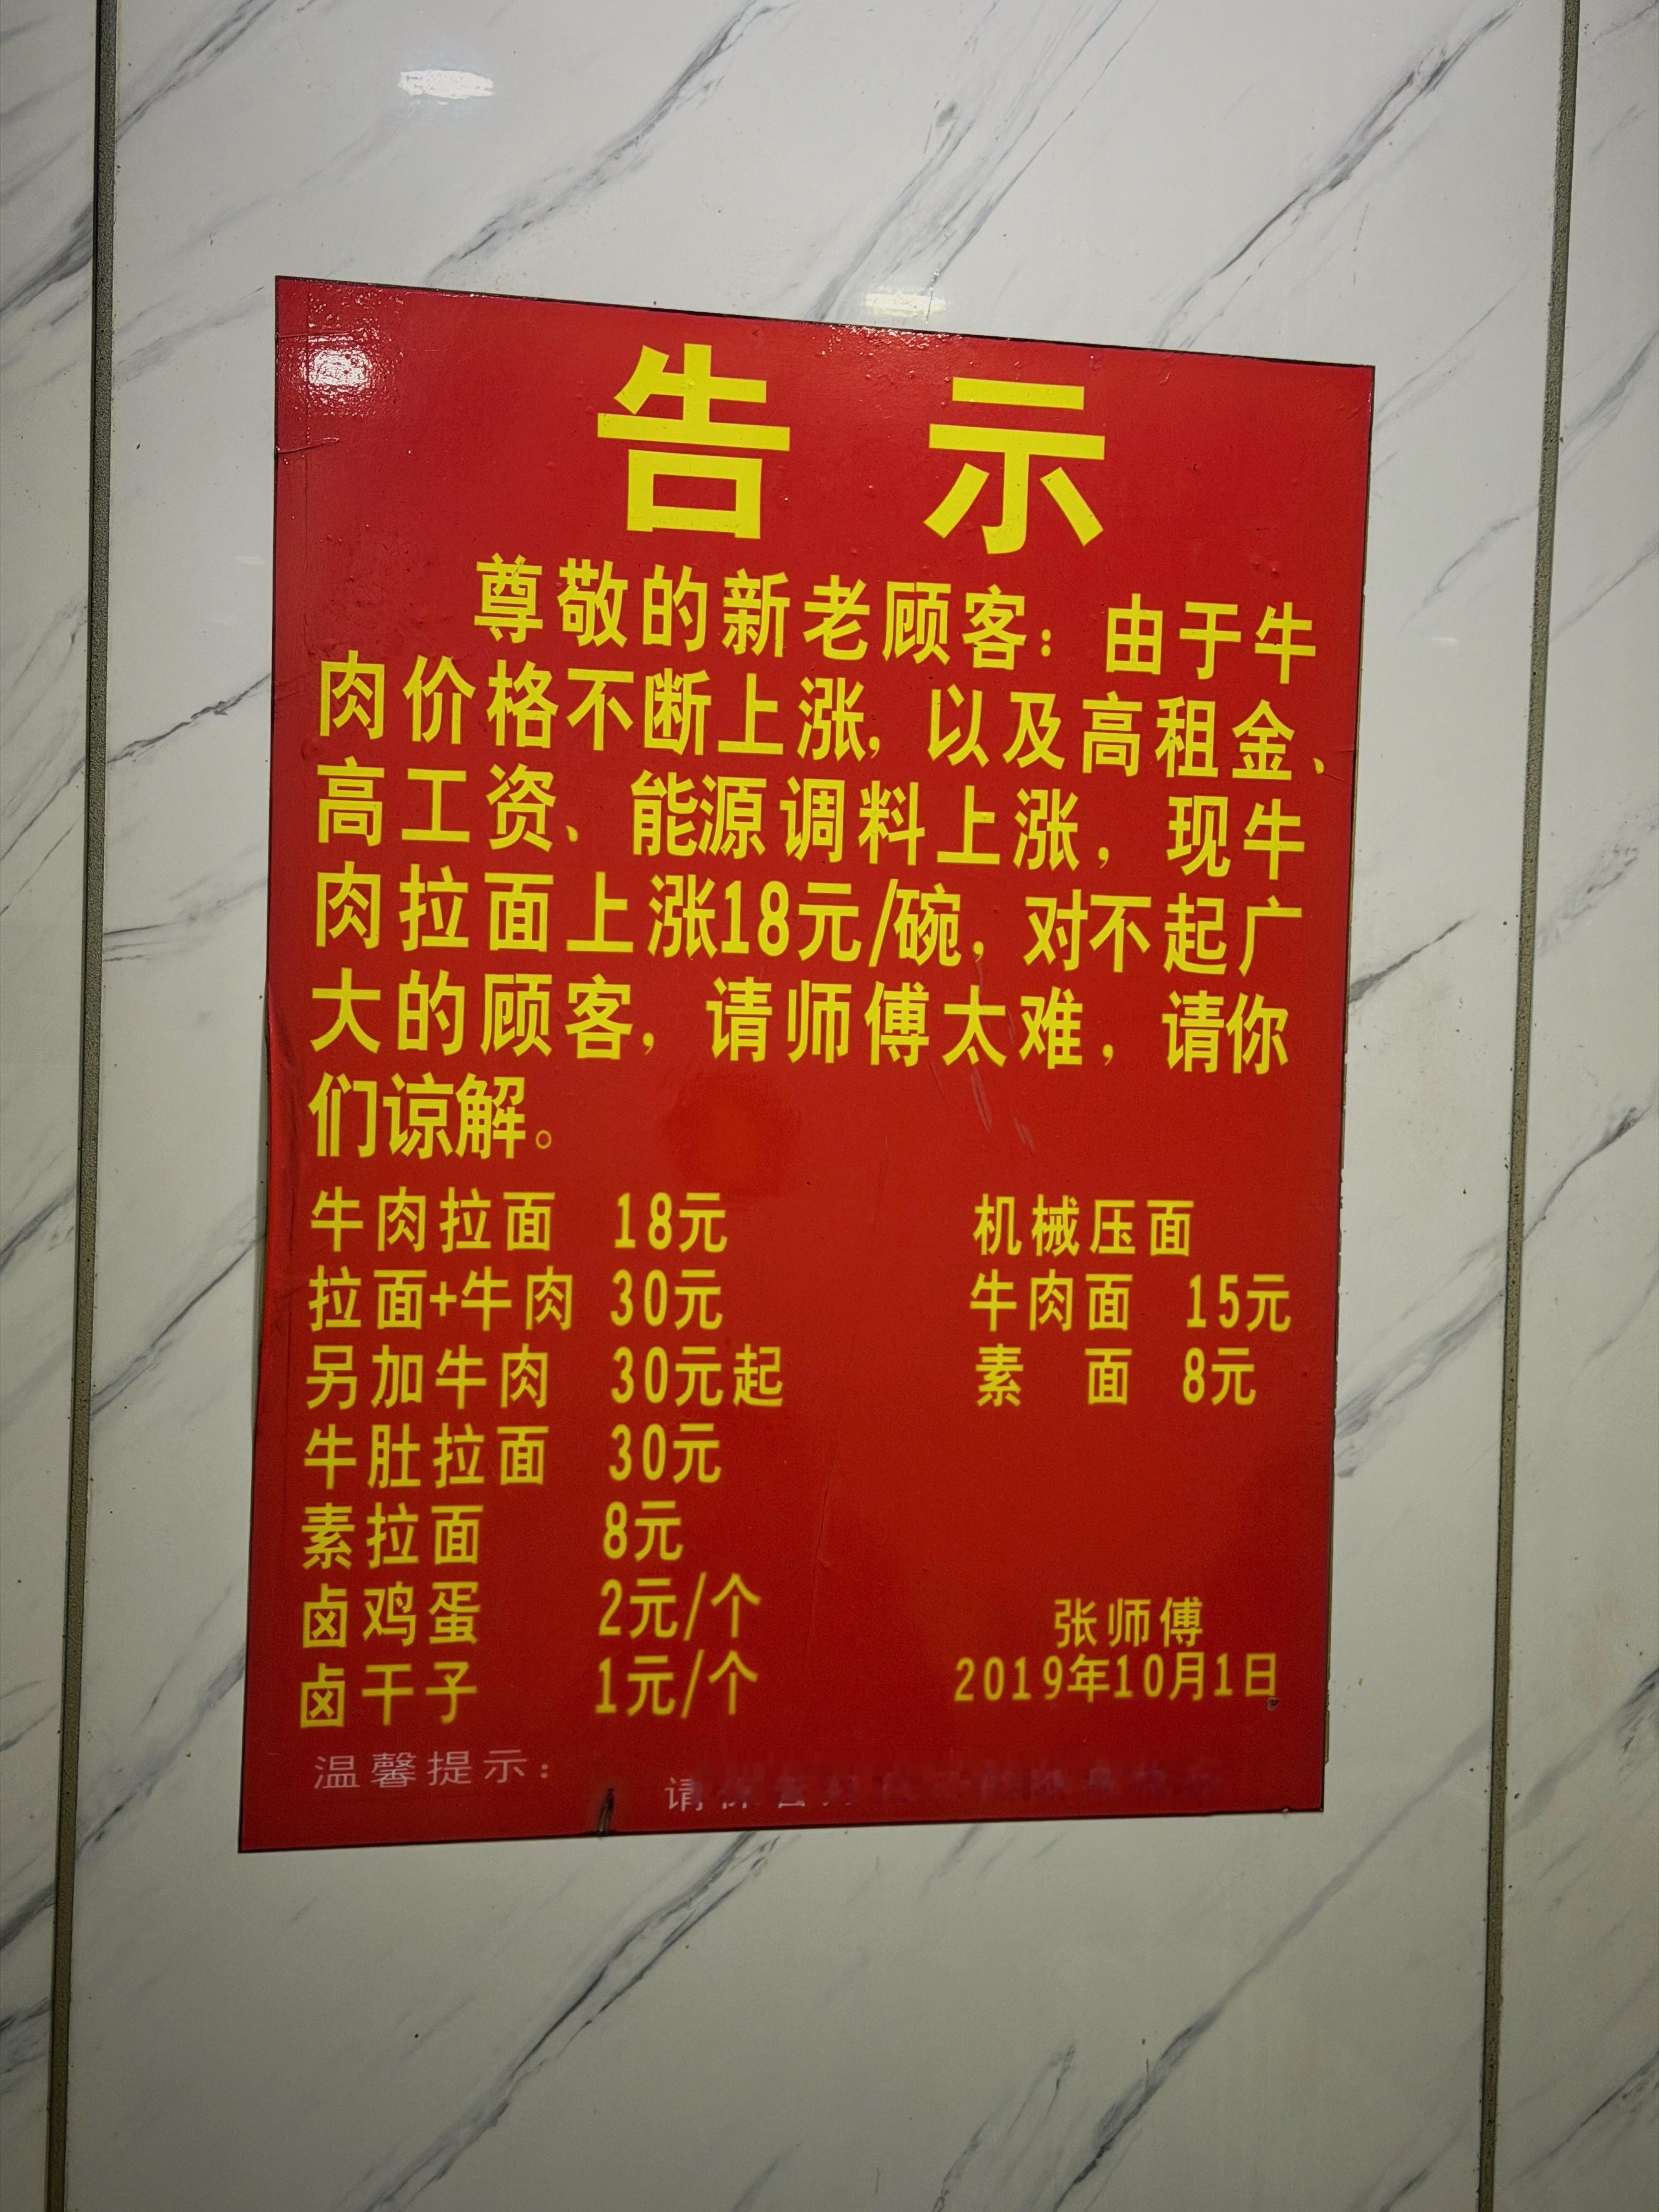 告 示
尊敬的新老顾客：由于牛
肉价格不断上涨，以及高租金、
高工资、能源调料上涨，现牛
肉拉面上涨18元/碗，对不起广
大的顾客，请师傅太难，请你
们谅解。
牛肉拉面 18元
拉面+牛肉 30元
另加牛肉 30元起
牛肚拉面 30元
素拉面 8元
卤鸡蛋 2元/个
卤干子 1元/个
机械压面
牛肉面 15元
素 面 8元
张师傅
2019年10月1日
温馨提示：
请